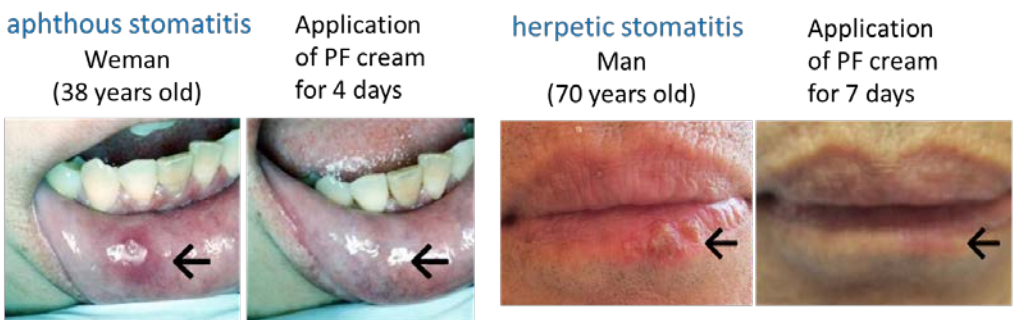 aphthous stomatitis
Weman
(38 years old)
Application
of PF cream
for 4 days
herpetic stomatitis
Man
(70 years old)
Application
of PF cream
for 7 days